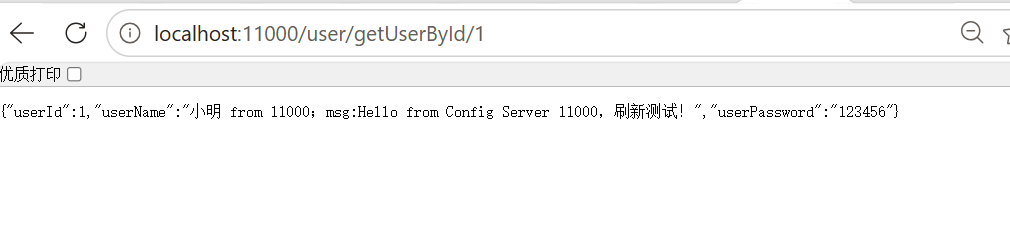 localhost:11000/user/getUserById/1
优质打印
{"userId":1,"userName":"小明 from 11000；msg:Hello from Config Server 11000，刷新测试！","userPassword":"123456"}